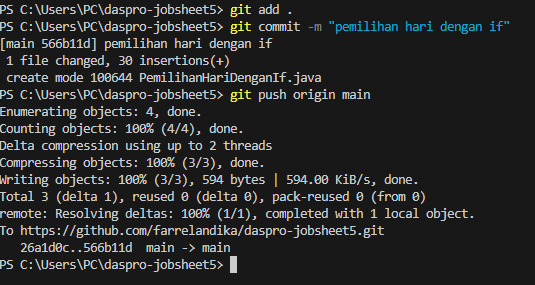 PS C:\Users\PC\daspro-jobsheet5> git add .
PS C:\Users\PC\daspro-jobsheet5> git commit -m "pemilihan hari dengan if"
[main 566b11d] pemilihan hari dengan if
 1 file changed, 30 insertions(+)
 create mode 100644 PemilihanHariDenganIf.java
PS C:\Users\PC\daspro-jobsheet5> git push origin main
Enumerating objects: 4, done.
Counting objects: 100% (4/4), done.
Delta compression using up to 2 threads
Compressing objects: 100% (3/3), done.
Writing objects: 100% (3/3), 594 bytes | 594.00 KiB/s, done.
Total 3 (delta 1), reused 0 (delta 0), pack-reused 0 (from 0)
remote: Resolving deltas: 100% (1/1), completed with 1 local object.
To https://github.com/farrelandika/daspro-jobsheet5.git
   26a1d0c..566b11d  main -> main
PS C:\Users\PC\daspro-jobsheet5>